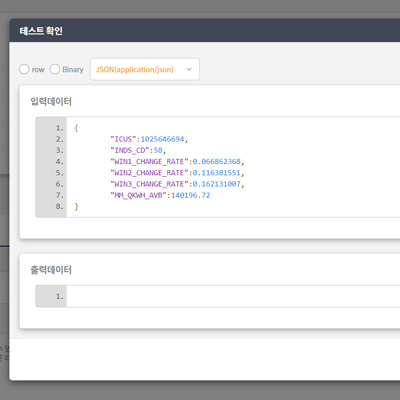 테스트 확인
row Binary JSON(application/json)
입력데이터
1. {
2. "ICUS":1025646694,
3. "INDS_CD":58,
4. "WIN1_CHANGE_RATE":0.066862368,
5. "WIN2_CHANGE_RATE":0.116381551,
6. "WIN3_CHANGE_RATE":0.162131007,
7. "MM_QKWH_AVB":140196.72
8. }
출력데이터
1.